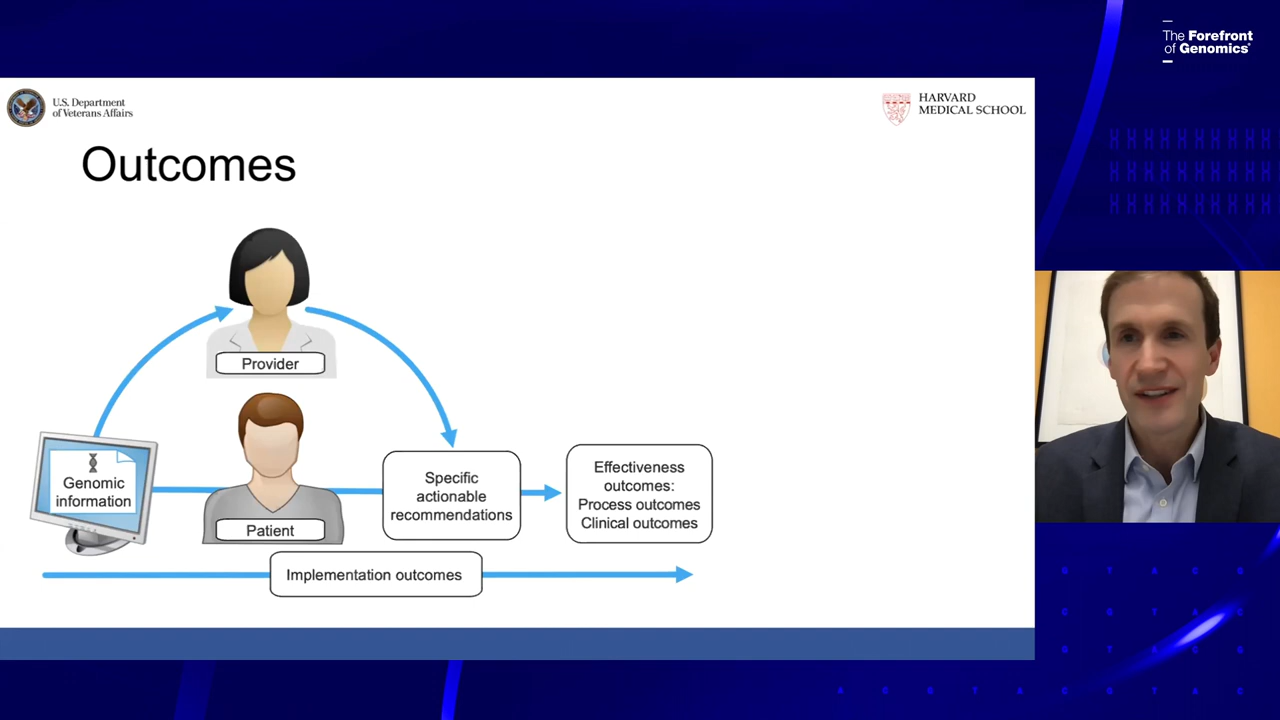 The Forefront
of Genomics®
U.S. Department
of Veterans Affairs
HARVARD
MEDICAL SCHOOL
Outcomes
Provider
Genomic
information
Patient
Specific
actionable
recommendations
Effectiveness
outcomes:
Process outcomes
Clinical outcomes
Implementation outcomes
G T A C G
C G T A C
G T A C G
A C G T A C G T A C